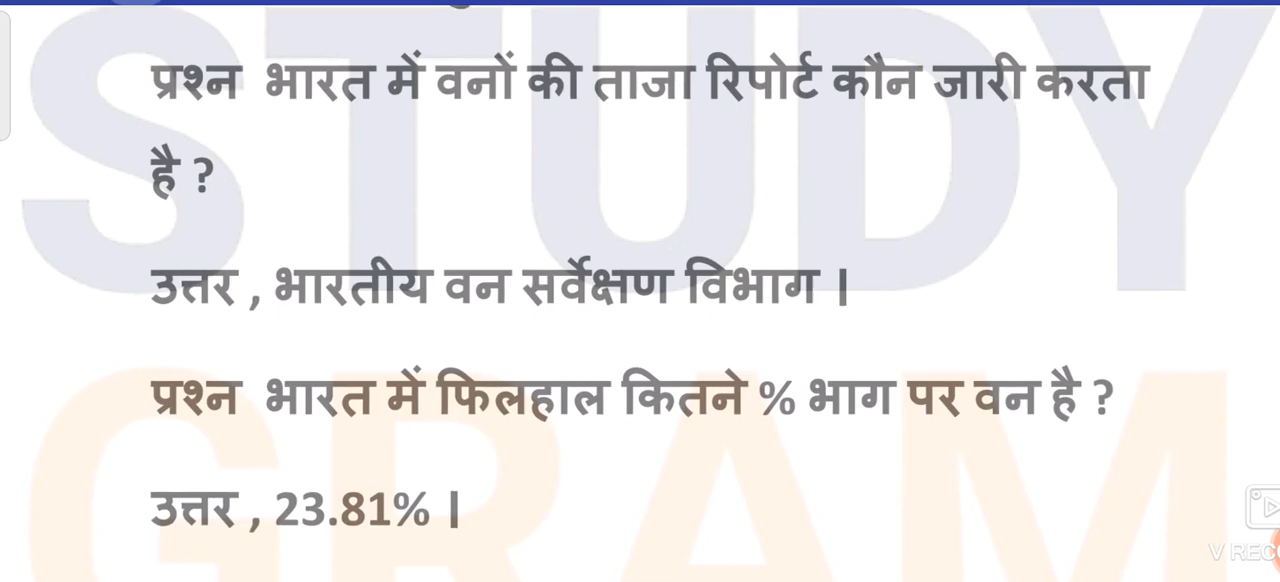 STUDY
प्रश्न भारत में वनों की ताजा रिपोर्ट कौन जारी करता
है ?
उत्तर , भारतीय वन सर्वेक्षण विभाग ।
प्रश्न भारत में फिलहाल कितने % भाग पर वन है ?
उत्तर , 23.81% ।
GRAM
V REC